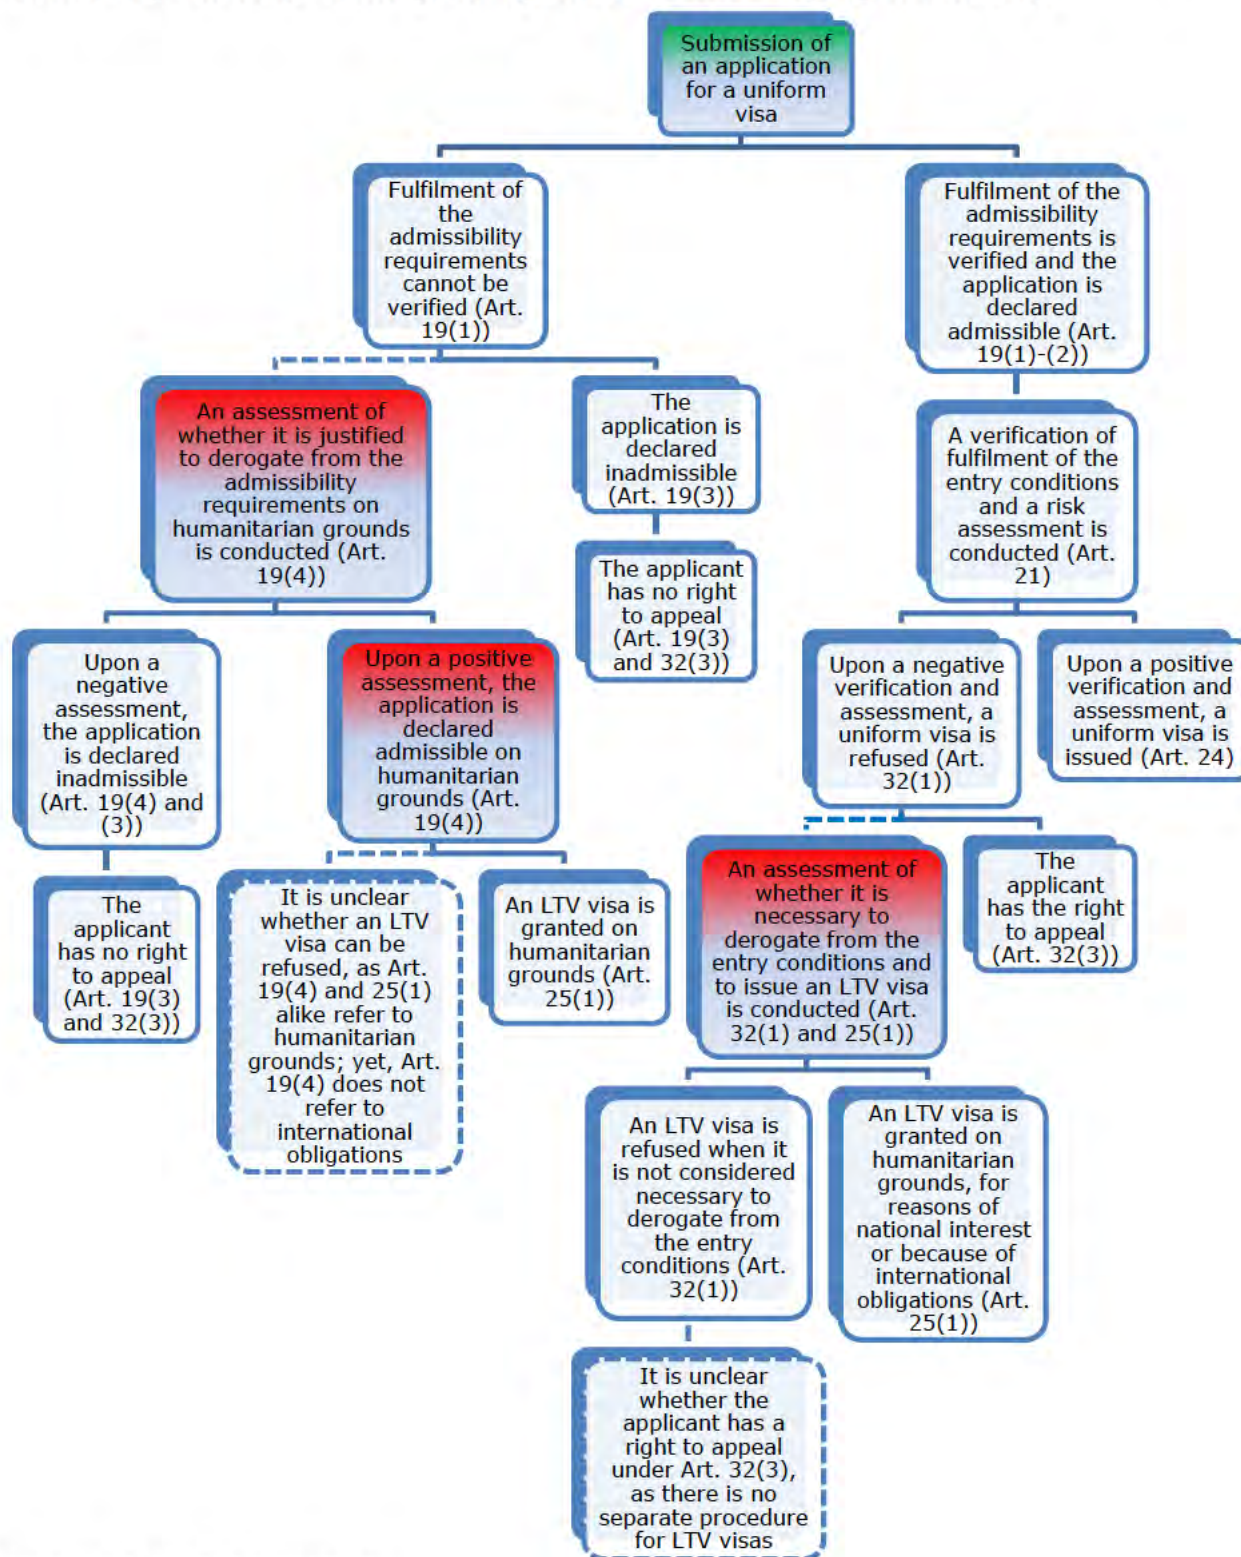 Submission of
an application
for a uniform
visa
Fulfilment of
the
admissibility
requirements
cannot be
verified (Art.
19(1))
Fulfilment of the
admissibility
requirements is
verified and the
application is
declared
admissible (Art.
19(1)-(2))
An assessment of
whether it is justified
to derogate from the
admissibility
requirements on
humanitarian grounds
is conducted (Art.
19(4))
The
application is
declared
inadmissible
(Art. 19(3))
A verification of
fulfilment of the
entry conditions
and a risk
assessment is
conducted (Art.
21)
The applicant
has no right
to appeal
(Art. 19(3)
and 32(3))
Upon a
negative
assessment,
the application
is declared
inadmissible
(Art. 19(4) and
(3))
Upon a positive
assessment, the
application is
declared
admissible on
humanitarian
grounds (Art.
19(4))
Upon a negative
verification and
assessment, a
uniform visa is
refused (Art.
32(1))
Upon a positive
verification and
assessment, a
uniform visa is
issued (Art. 24)
The
applicant
has no right
to appeal
(Art. 19(3)
and 32(3))
It is unclear
whether an LTV
visa can be
refused, as Art.
19(4) and 25(1)
alike refer to
humanitarian
grounds; yet, Art.
19(4) does not
refer to
international
obligations
An LTV visa is
granted on
humanitarian
grounds (Art.
25(1))
An assessment of
whether it is
necessary to
derogate from the
entry conditions and
to issue an LTV visa
is conducted (Art.
32(1) and 25(1))
The
applicant
has the right
to appeal
(Art. 32(3))
An LTV visa is
refused when it
is not considered
necessary to
derogate from
the entry
conditions (Art.
32(1))
An LTV visa is
granted on
humanitarian
grounds, for
reasons of
national interest
or because of
international
obligations (Art.
25(1))
It is unclear
whether the
applicant has a
right to appeal
under Art. 32(3),
as there is no
separate procedure
for LTV visas